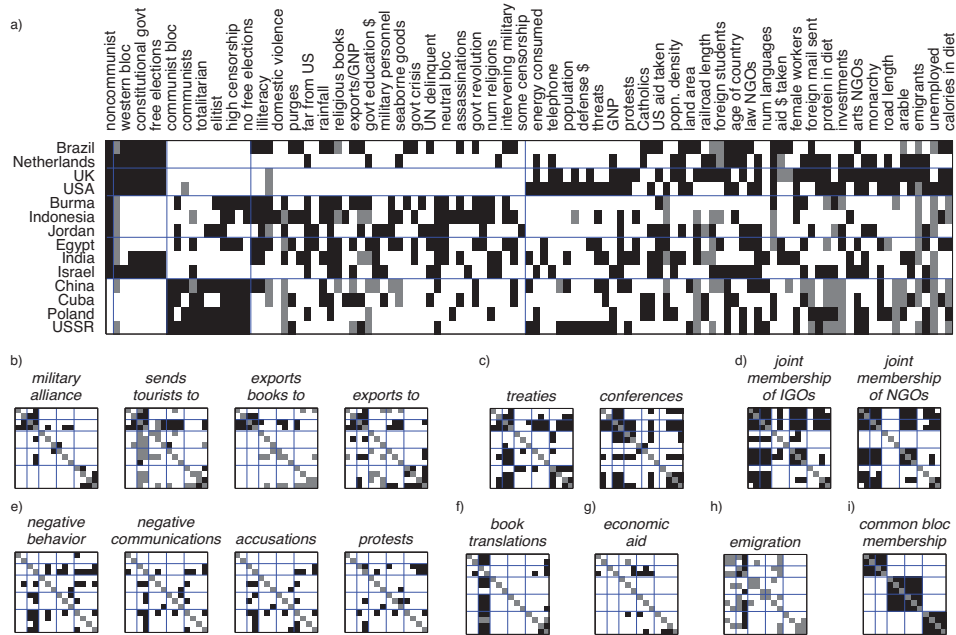 a)
noncommunist
western bloc
constitutional govt
free elections
communist bloc
communists
totalitarian
elitist
high censorship
no free elections
illiteracy
domestic violence
purges
far from US
rainfall
religious books
exports/GNP
govt education $
military personnel
seaborne goods
govt crisis
UN delinquent
neutral bloc
assassinations
govt revolution
num religions
intervening military
some censorship
energy consumed
telephone
population
defense $
threats
GNP
protests
Catholics
US aid taken
popn. density
land area
railroad length
foreign students
age of country
law NGOs
num languages
aid $ taken
female workers
foreign mail sent
protein in diet
investments
arts NGOs
monarchy
road length
arable
emigrants
unemployed
calories in diet
Brazil
Netherlands
UK
USA
Burma
Indonesia
Jordan
Egypt
India
Israel
China
Cuba
Poland
USSR
b)
military
alliance
sends
tourists to
exports
books to
exports to
c)
treaties
conferences
d)
joint
membership
of IGOs
joint
membership
of NGOs
e)
negative
behavior
negative
communications
accusations
protests
f)
book
translations
g)
economic
aid
h)
emigration
i)
common bloc
membership